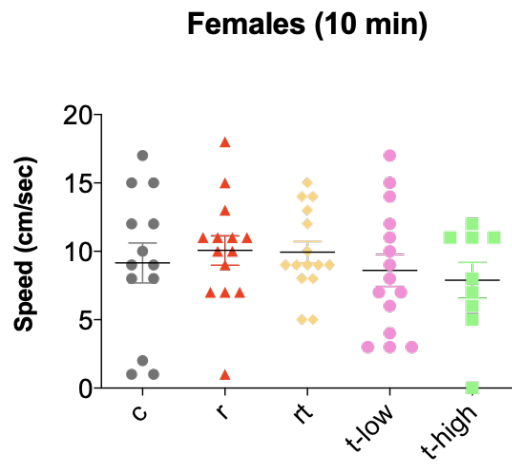 Females (10 min)
Speed (cm/sec)
20
15
10
5
0
c
r
rt
t-low
t-high